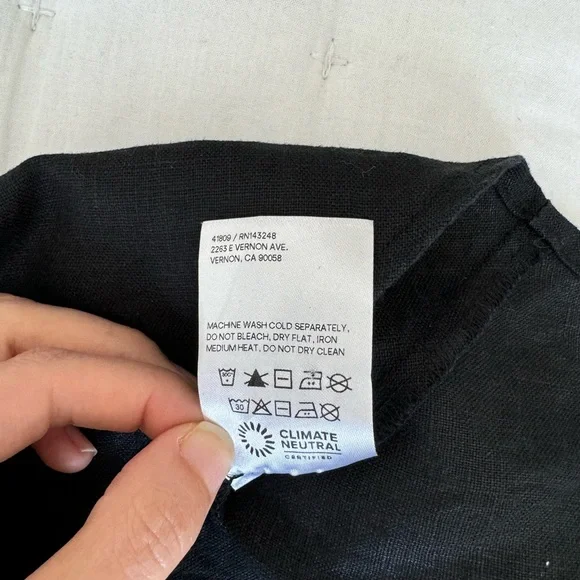 41809 / RN143248
2263 E VERNON AVE.
VERNON, CA 90058
MACHINE WASH COLD SEPARATELY,
DO NOT BLEACH, DRY FLAT, IRON
MEDIUM HEAT, DO NOT DRY CLEAN
30
CLIMATE
NEUTRAL
CERTIFIED